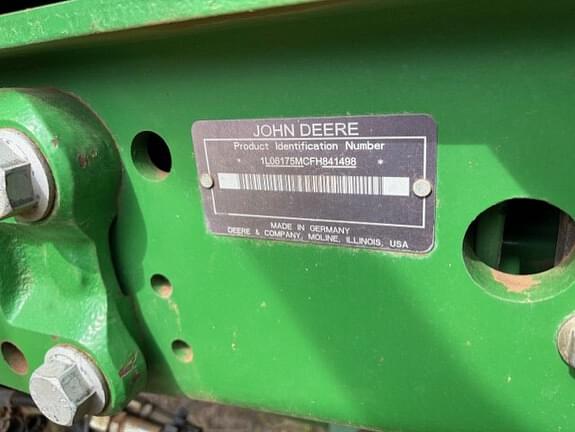 JOHN DEERE
Product Identification Number
* 1L06175MCFH841498 *
MADE IN GERMANY
DEERE & COMPANY, MOLINE, ILLINOIS, USA